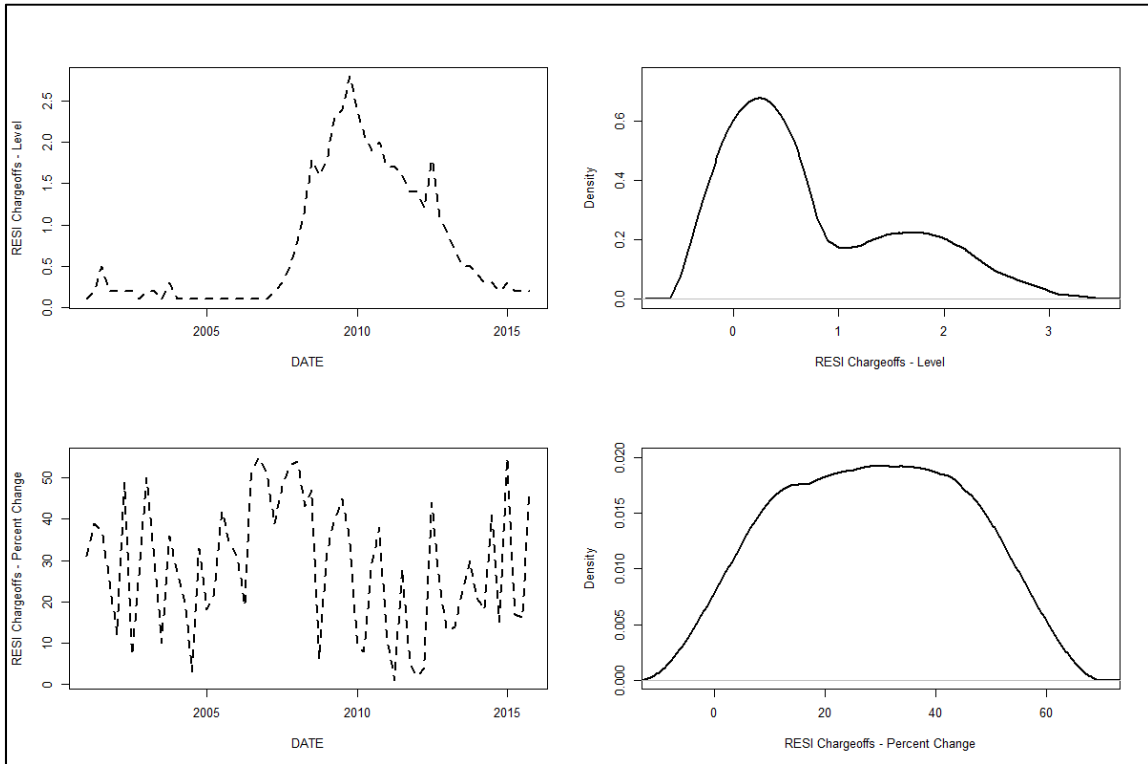 RESI Chargeoffs - Level
2.5
2.0
1.5
1.0
0.5
0.0
2005 2010 2015
DATE
Density
0.6
0.4
0.2
0.0
0 1 2 3
RESI Chargeoffs - Level
RESI Chargeoffs - Percent Change
50
40
30
20
10
0
2005 2010 2015
DATE
Density
0.020
0.015
0.010
0.005
0.000
0 20 40 60
RESI Chargeoffs - Percent Change